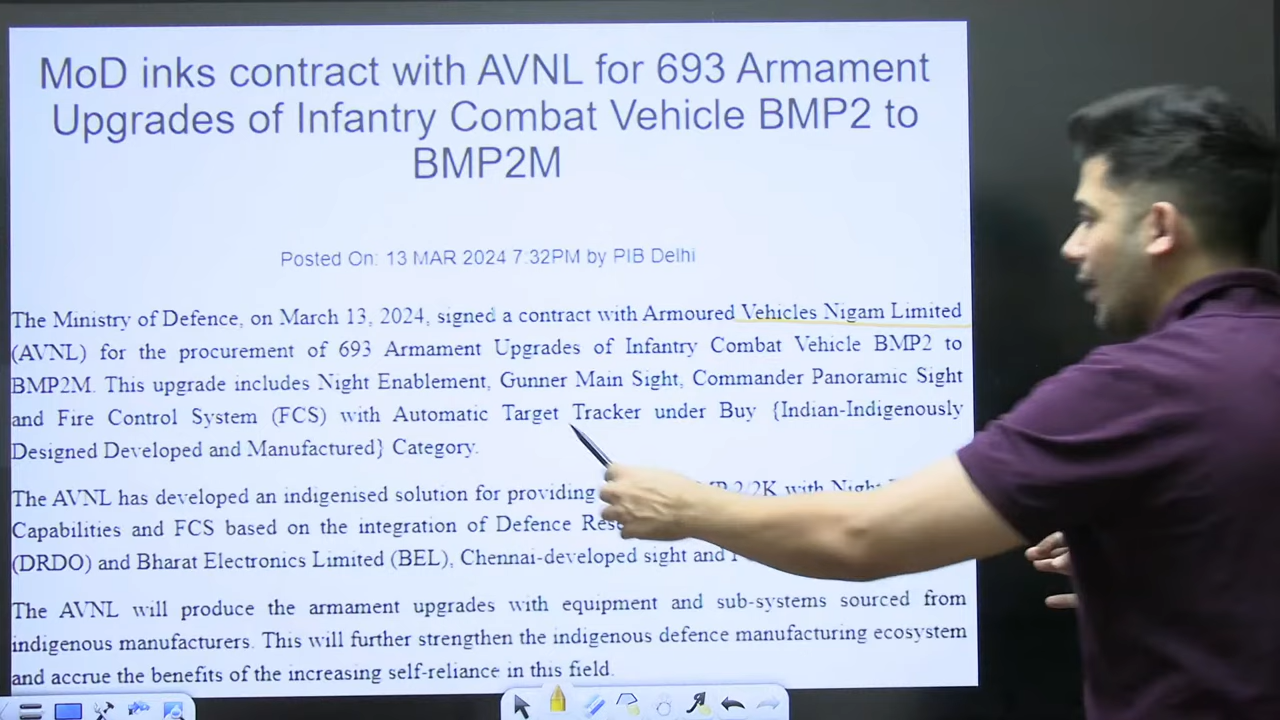 MoD inks contract with AVNL for 693 Armament
Upgrades of Infantry Combat Vehicle BMP2 to
BMP2M
Posted On: 13 MAR 2024 7:32PM by PIB Delhi
The Ministry of Defence, on March 13, 2024, signed a contract with Armoured Vehicles Nigam Limited
(AVNL) for the procurement of 693 Armament Upgrades of Infantry Combat Vehicle BMP2 to
BMP2M. This upgrade includes Night Enablement, Gunner Main Sight, Commander Panoramic Sight
and Fire Control System (FCS) with Automatic Target Tracker under Buy {Indian-Indigenously
Designed Developed and Manufactured} Category.
The AVNL has developed an indigenised solution for providing 2/2K with Night
Capabilities and FCS based on the integration of Defence
(DRDO) and Bharat Electronics Limited (BEL), Chennai-developed sight and
The AVNL will produce the armament upgrades with equipment and sub-systems sourced from
indigenous manufacturers. This will further strengthen the indigenous defence manufacturing ecosystem
and accrue the benefits of the increasing self-reliance in this field.